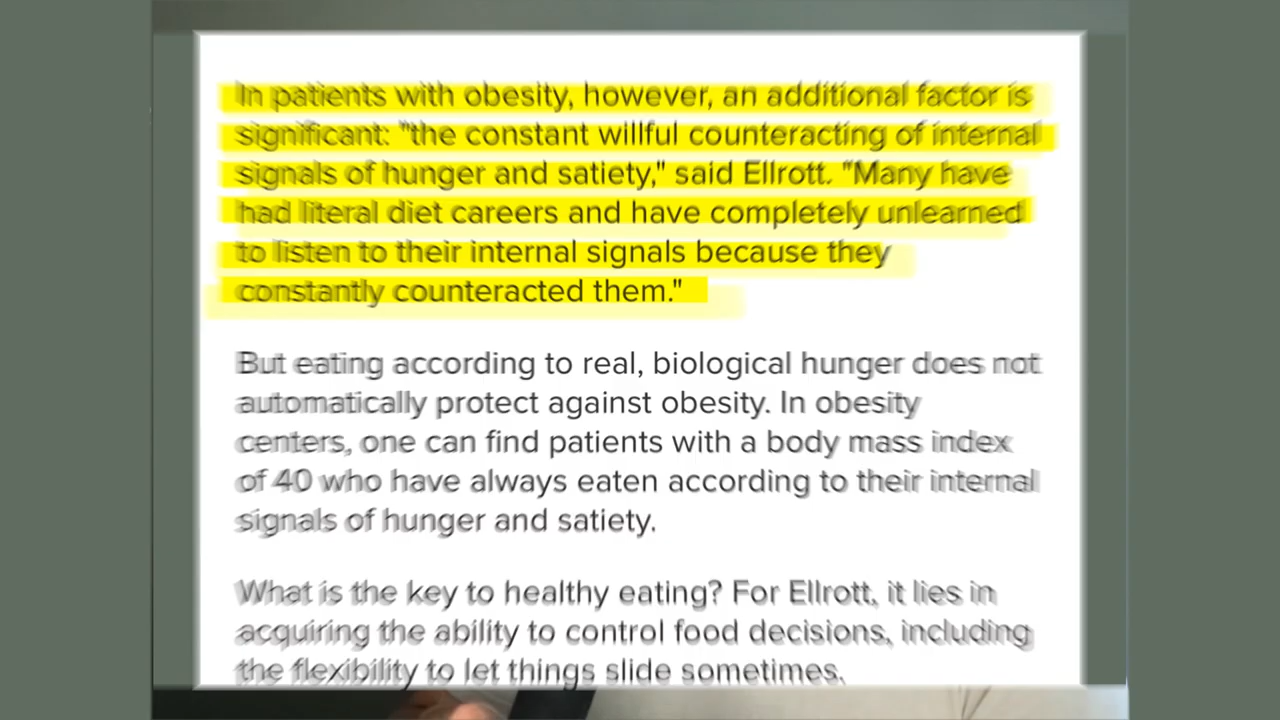 In patients with obesity, however, an additional factor is
significant: "the constant willful counteracting of internal
signals of hunger and satiety," said Ellrott. "Many have
had literal diet careers and have completely unlearned
to listen to their internal signals because they
constantly counteracted them."
But eating according to real, biological hunger does not
automatically protect against obesity. In obesity
centers, one can find patients with a body mass index
of 40 who have always eaten according to their internal
signals of hunger and satiety.
What is the key to healthy eating? For Ellrott, it lies in
acquiring the ability to control food decisions, including
the flexibility to let things slide sometimes.